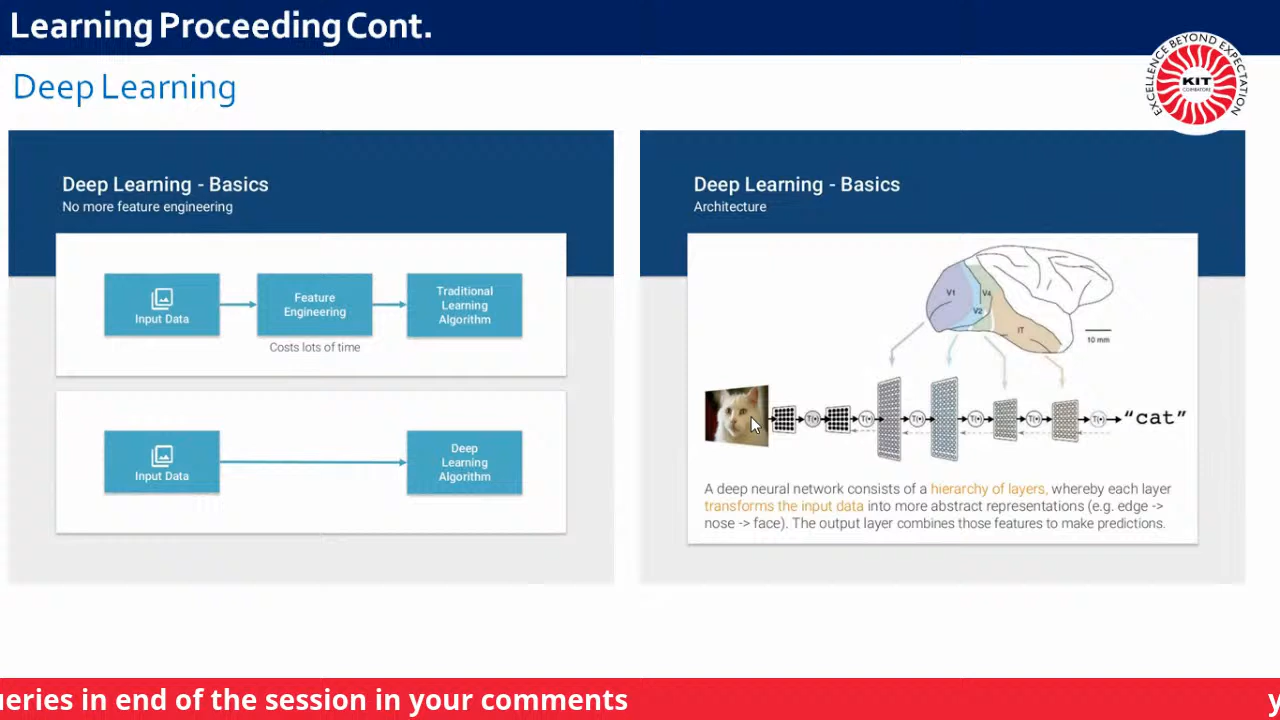 Learning Proceeding Cont.
EXCELLENCE BEYOND EXPECTATION
KIT
COIMBATORE
Deep Learning
Deep Learning - Basics
No more feature engineering
Input Data
Feature
Engineering
Traditional
Learning
Algorithm
Costs lots of time
Input Data
Deep
Learning
Algorithm
Deep Learning - Basics
Architecture
V1
V4
V2
IT
10 mm
T(•)
T(•)
T(•)
T(•)
T(•)
T(•)
"cat"
A deep neural network consists of a hierarchy of layers, whereby each layer
transforms the input data into more abstract representations (e.g. edge ->
nose -> face). The output layer combines those features to make predictions.
ueries in end of the session in your comments
y